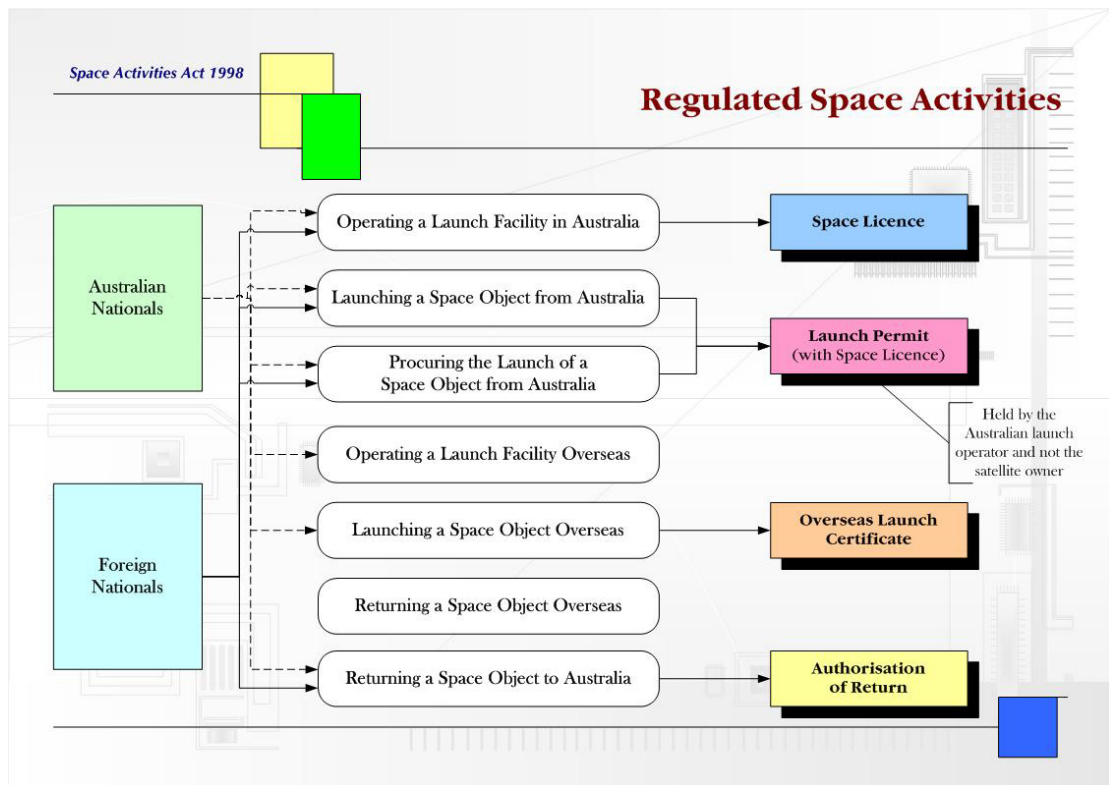 Space Activities Act 1998
Regulated Space Activities
Australian
Nationals
Foreign
Nationals
Operating a Launch Facility in Australia
Launching a Space Object from Australia
Procuring the Launch of a
Space Object from Australia
Operating a Launch Facility Overseas
Launching a Space Object Overseas
Returning a Space Object Overseas
Returning a Space Object to Australia
Space Licence
Launch Permit
(with Space Licence)
Held by the
Australian launch
operator and not the
satellite owner
Overseas Launch
Certificate
Authorisation
of Return